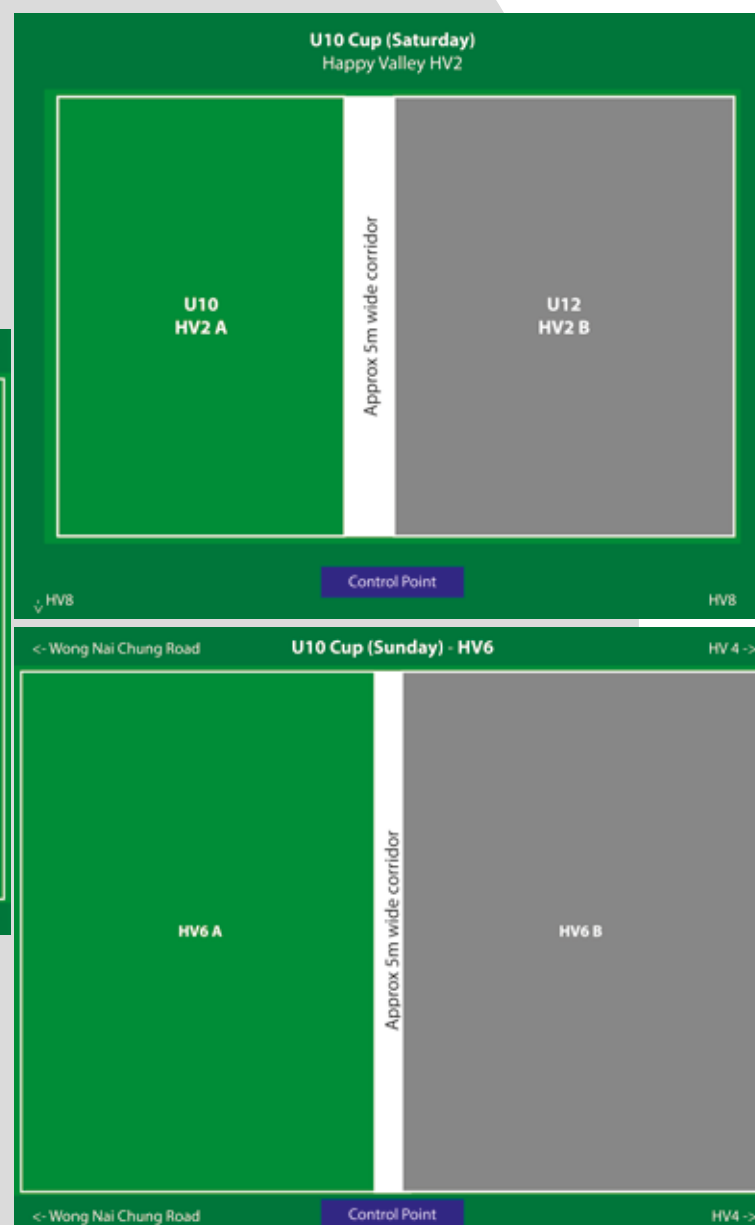 U10 Cup (Saturday)
Happy Valley HV2
U10
HV2 A
Approx 5m wide corridor
U12
HV2 B
Control Point
<- HV8
HV8
<- Wong Nai Chung Road
U10 Cup (Sunday) - HV6
HV 4 ->
HV6 A
Approx 5m wide corridor
HV6 B
<- Wong Nai Chung Road
Control Point
HV4 ->